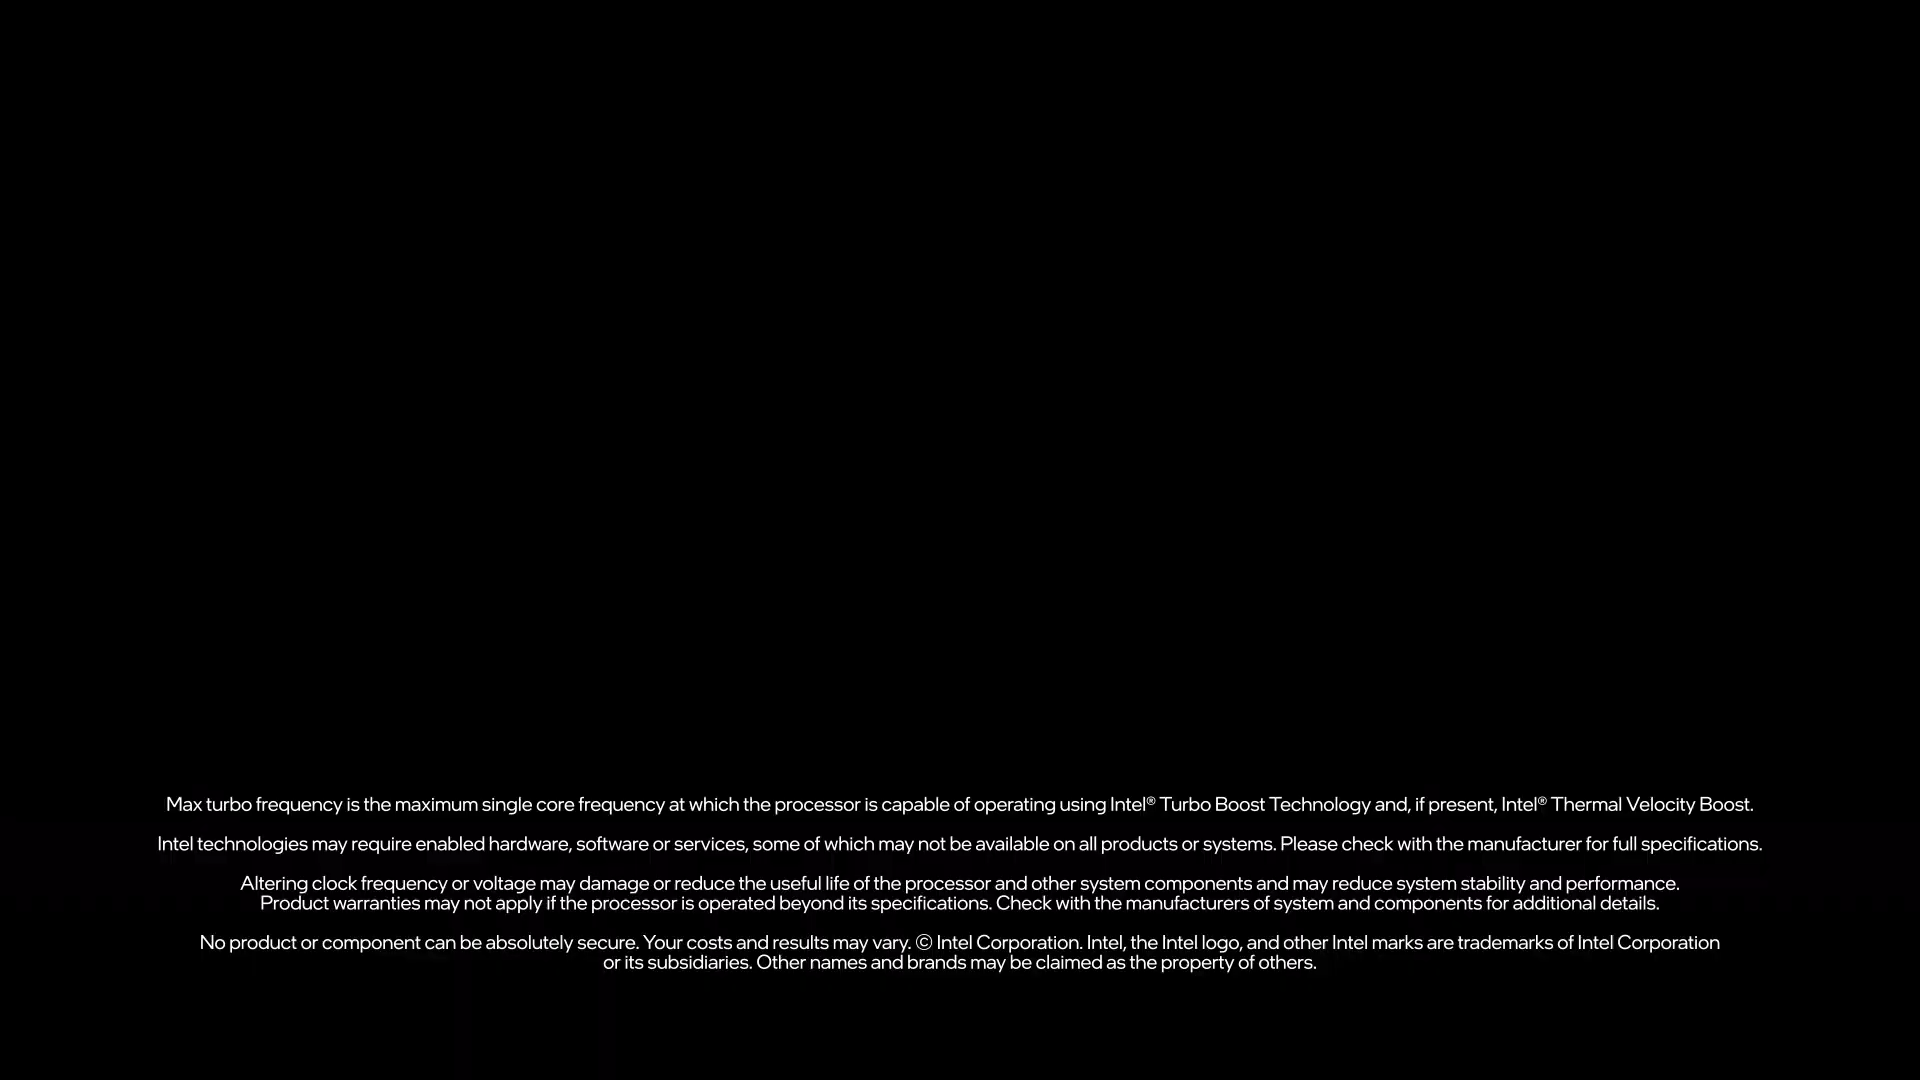 Max turbo frequency is the maximum single core frequency at which the processor is capable of operating using Intel® Turbo Boost Technology and, if present, Intel® Thermal Velocity Boost.
Intel technologies may require enabled hardware, software or services, some of which may not be available on all products or systems. Please check with the manufacturer for full specifications.
Altering clock frequency or voltage may damage or reduce the useful life of the processor and other system components and may reduce system stability and performance.
Product warranties may not apply if the processor is operated beyond its specifications. Check with the manufacturers of system and components for additional details.
No product or component can be absolutely secure. Your costs and results may vary. © Intel Corporation. Intel, the Intel logo, and other Intel marks are trademarks of Intel Corporation
or its subsidiaries. Other names and brands may be claimed as the property of others.